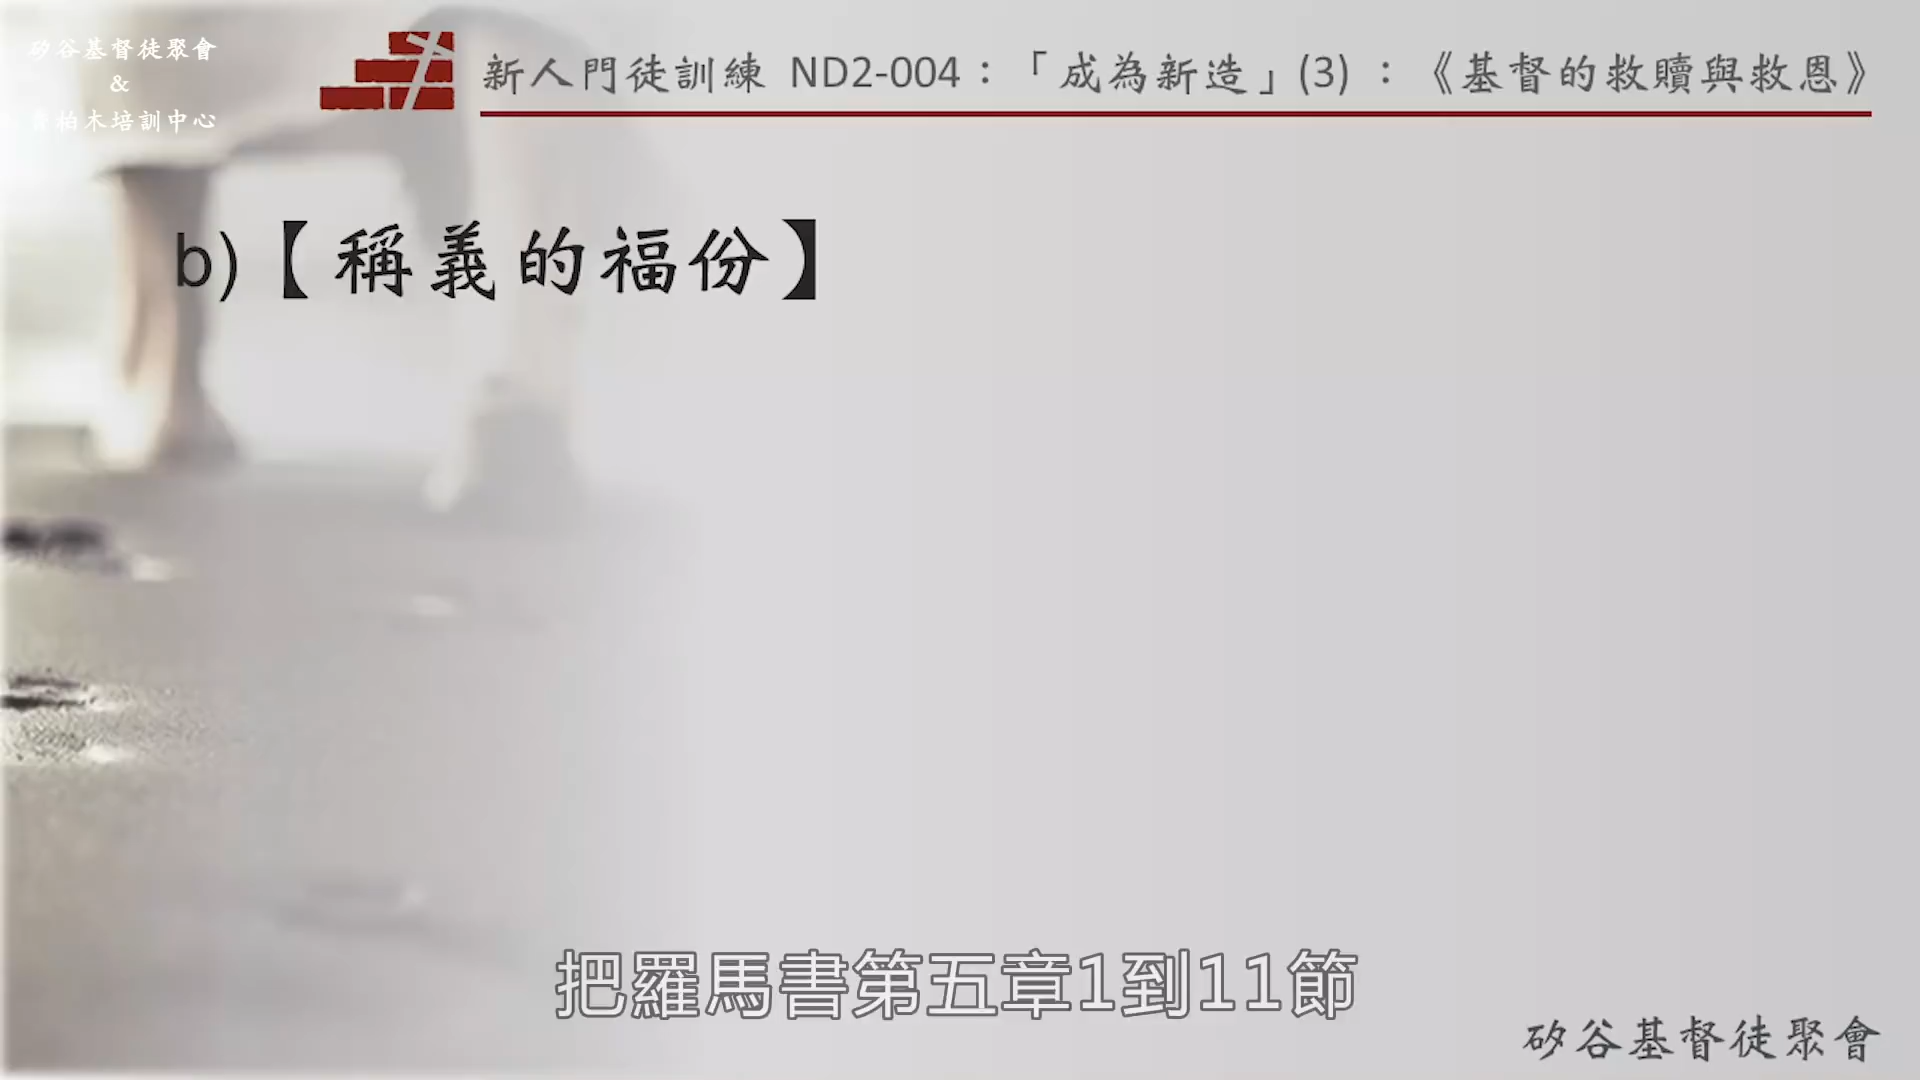 矽谷基督徒聚會
&
柏木培訓中心
新人門徒訓練 ND2-004：「成為新造」(3)：《基督的救贖與救恩》
b)【稱義的福份】
把羅馬書第五章1到11節
矽谷基督徒聚會